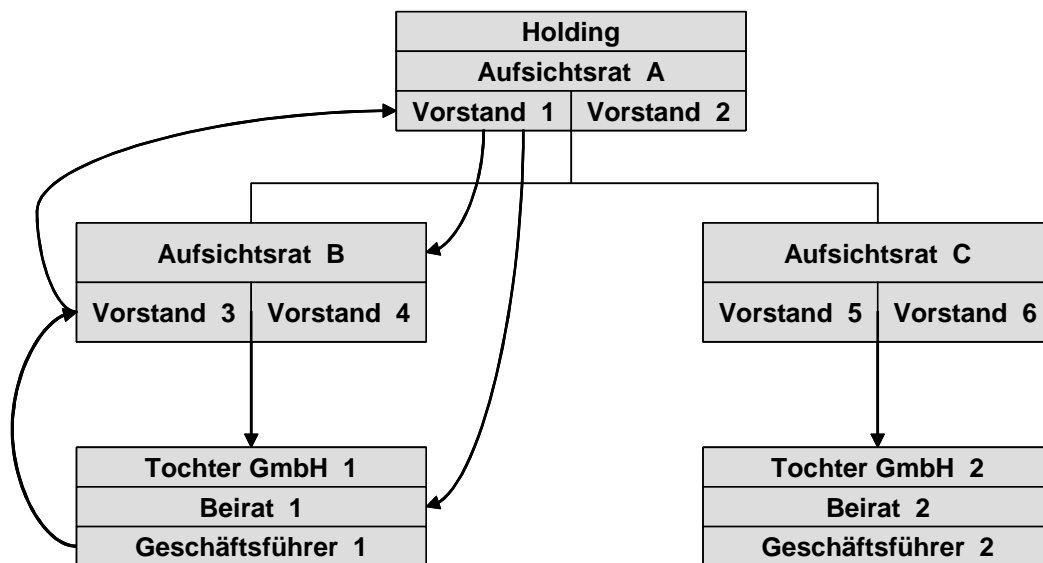 Holding
Aufsichtsrat A
Vorstand 1 Vorstand 2
Aufsichtsrat B
Vorstand 3 Vorstand 4
Aufsichtsrat C
Vorstand 5 Vorstand 6
Tochter GmbH 1
Beirat 1
Geschäftsführer 1
Tochter GmbH 2
Beirat 2
Geschäftsführer 2